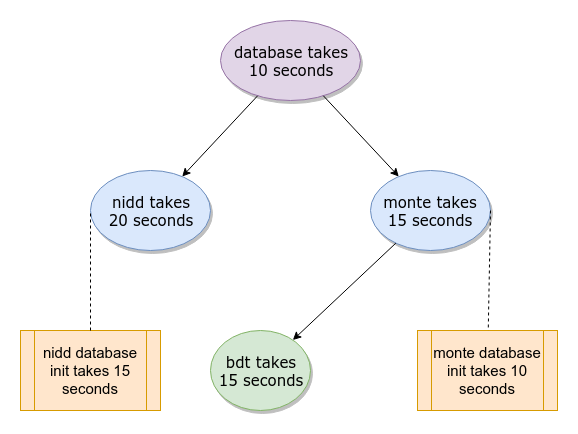 database takes
10 seconds
nidd takes
20 seconds
monte takes
15 seconds
nidd database
init takes 15
seconds
bdt takes
15 seconds
monte database
init takes 10
seconds